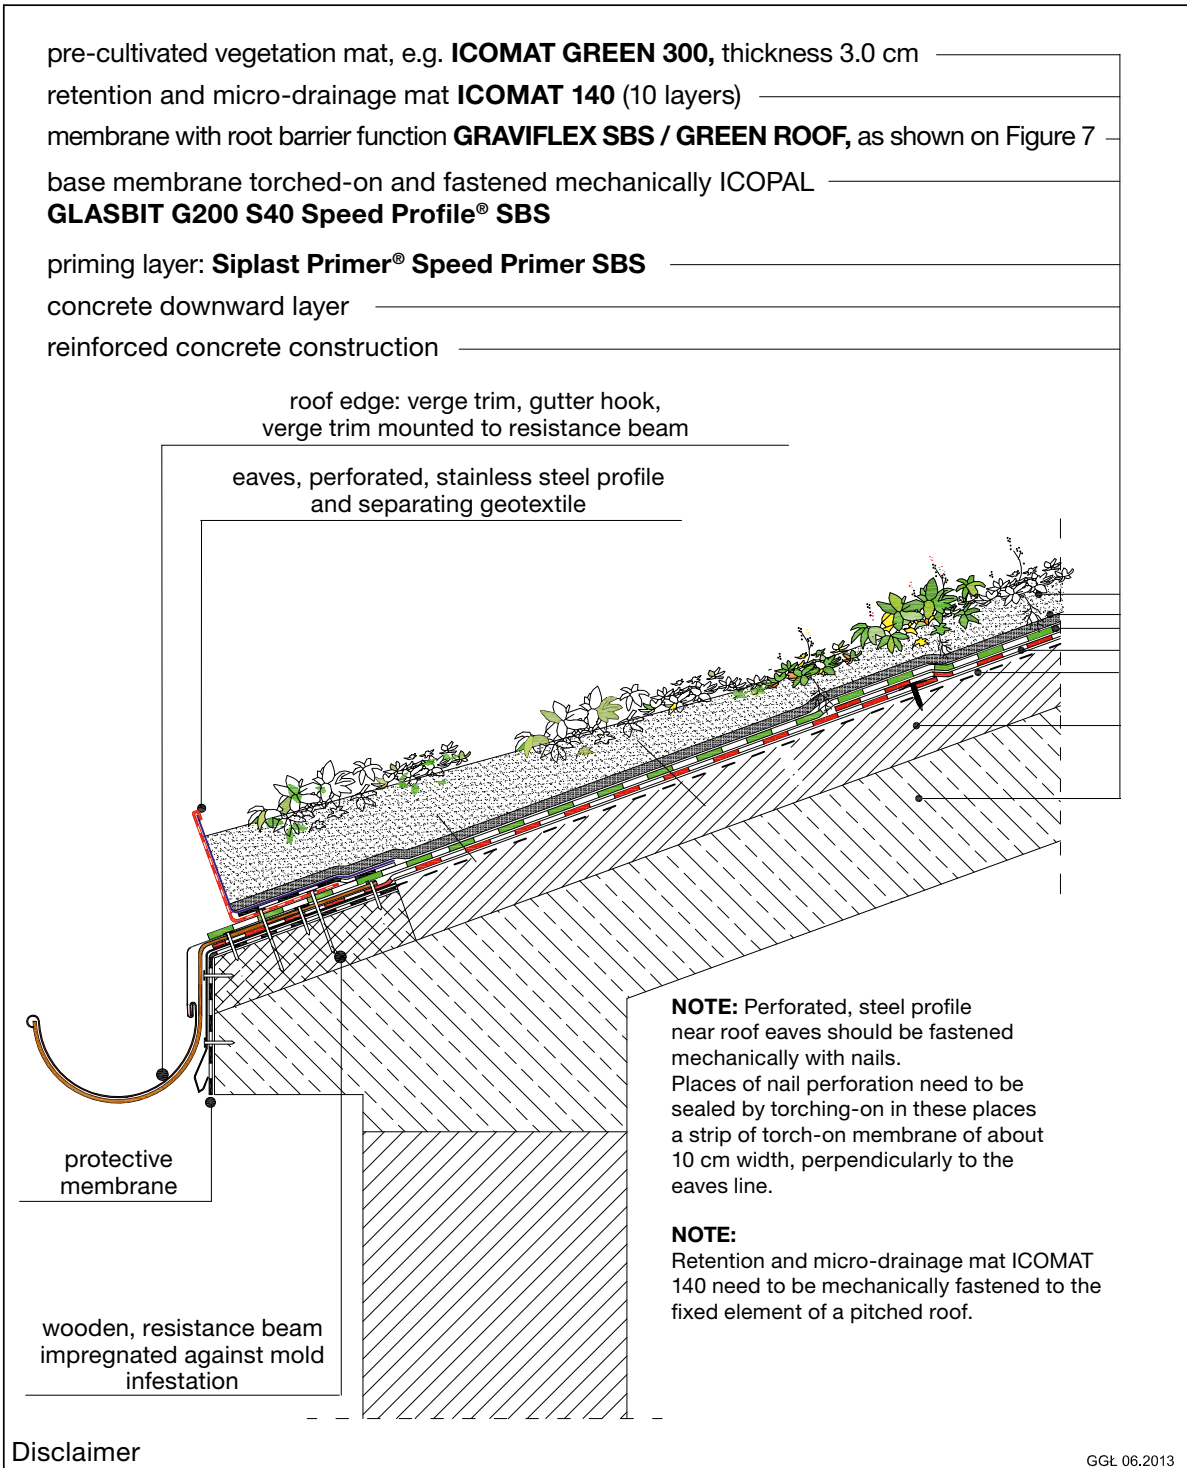 pre-cultivated vegetation mat, e.g. ICOMAT GREEN 300, thickness 3.0 cm
retention and micro-drainage mat ICOMAT 140 (10 layers)
membrane with root barrier function GRAVIFLEX SBS / GREEN ROOF, as shown on Figure 7
base membrane torched-on and fastened mechanically ICOPAL
GLASBIT G200 S40 Speed Profile® SBS
priming layer: Siplast Primer® Speed Primer SBS
concrete downward layer
reinforced concrete construction
roof edge: verge trim, gutter hook,
verge trim mounted to resistance beam
eaves, perforated, stainless steel profile
and separating geotextile
NOTE: Perforated, steel profile
near roof eaves should be fastened
mechanically with nails.
Places of nail perforation need to be
sealed by torching-on in these places
a strip of torch-on membrane of about
10 cm width, perpendicularly to the
eaves line.
protective
membrane
NOTE:
Retention and micro-drainage mat ICOMAT
140 need to be mechanically fastened to the
fixed element of a pitched roof.
wooden, resistance beam
impregnated against mold
infestation
Disclaimer
GGŁ 06.2013